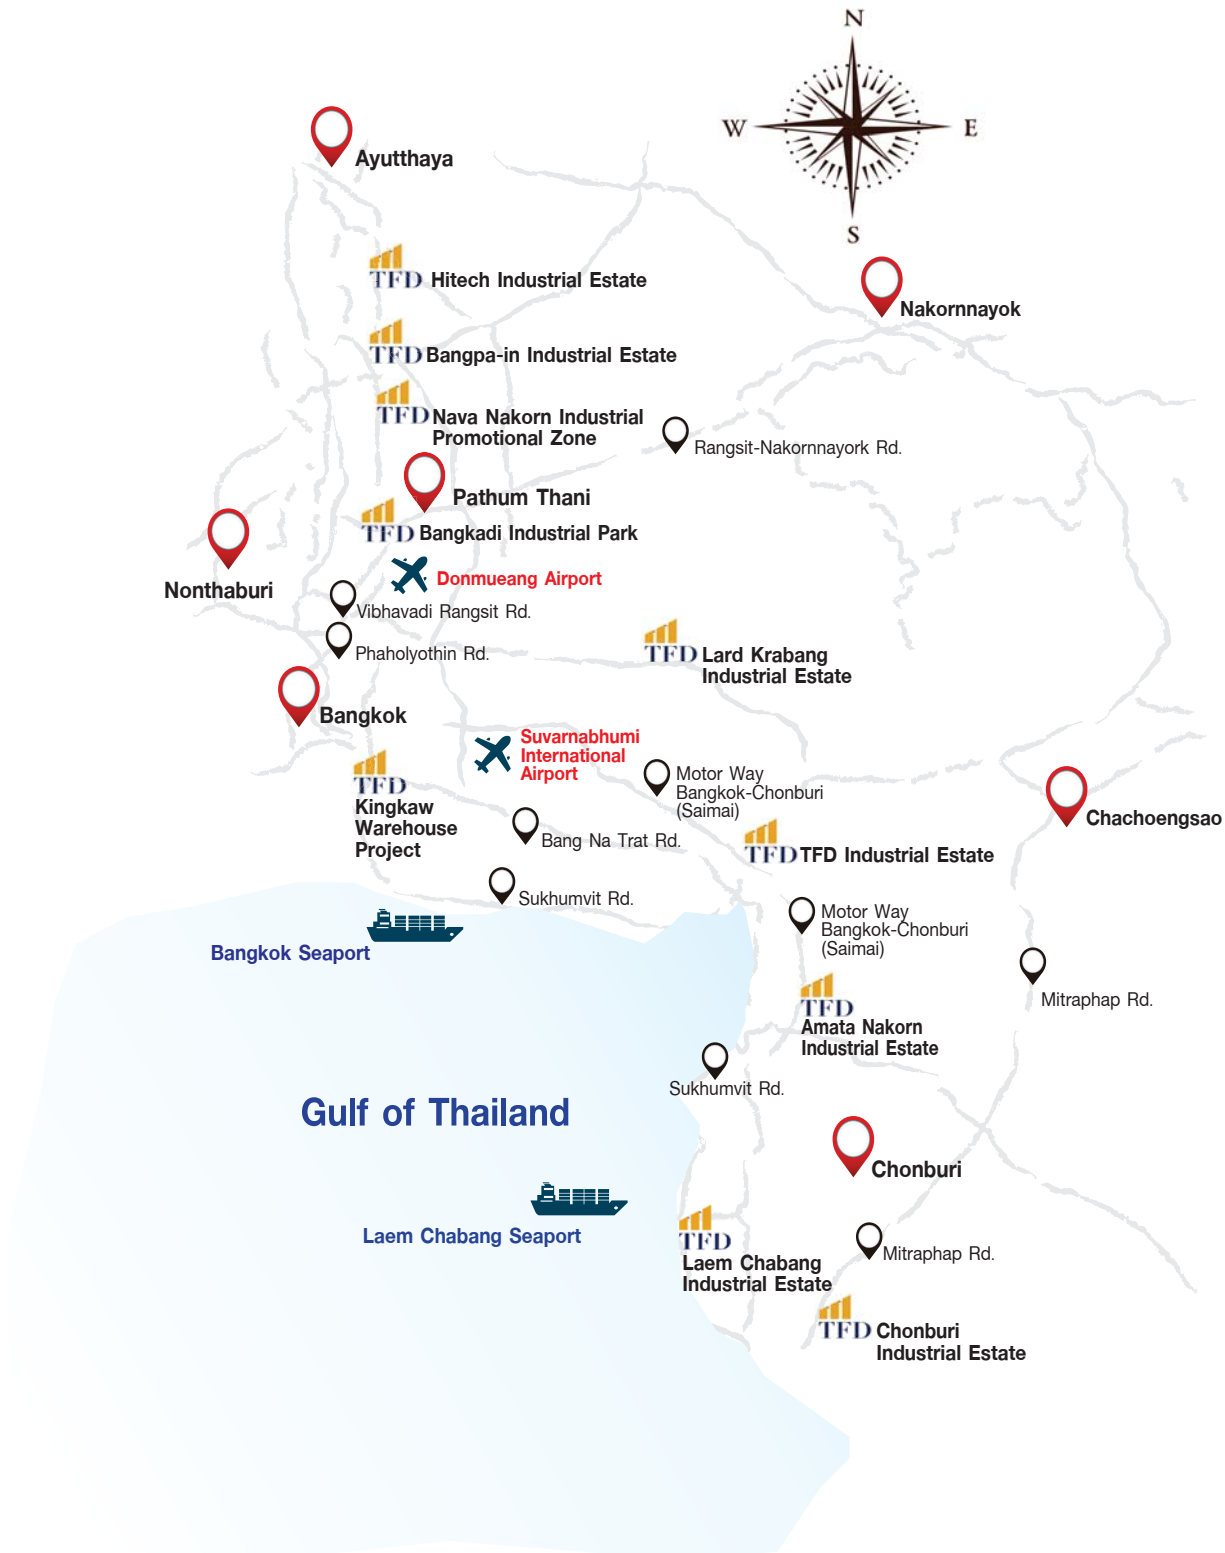 N
W
E
S
Ayutthaya
TFD
Hitech Industrial Estate
Nakornnayok
TFD
Bangpa-in Industrial Estate
TFD
Nava Nakorn Industrial
Promotional Zone
Rangsit-Nakornnayork Rd.
Pathum Thani
TFD
Bangkadi Industrial Park
Nonthaburi
Donmueang Airport
Vibhavadi Rangsit Rd.
Phaholyothin Rd.
TFD
Lard Krabang
Industrial Estate
Bangkok
Suvarnabhumi
International
Airport
TFD
Kingkaw
Warehouse
Project
Motor Way
Bangkok-Chonburi
(Saimai)
Chachoengsao
Bang Na Trat Rd.
TFD
TFD Industrial Estate
Sukhumvit Rd.
Motor Way
Bangkok-Chonburi
(Saimai)
Bangkok Seaport
Mitraphap Rd.
TFD
Amata Nakorn
Industrial Estate
Sukhumvit Rd.
Gulf of Thailand
Chonburi
Laem Chabang Seaport
TFD
Laem Chabang
Industrial Estate
Mitraphap Rd.
TFD
Chonburi
Industrial Estate